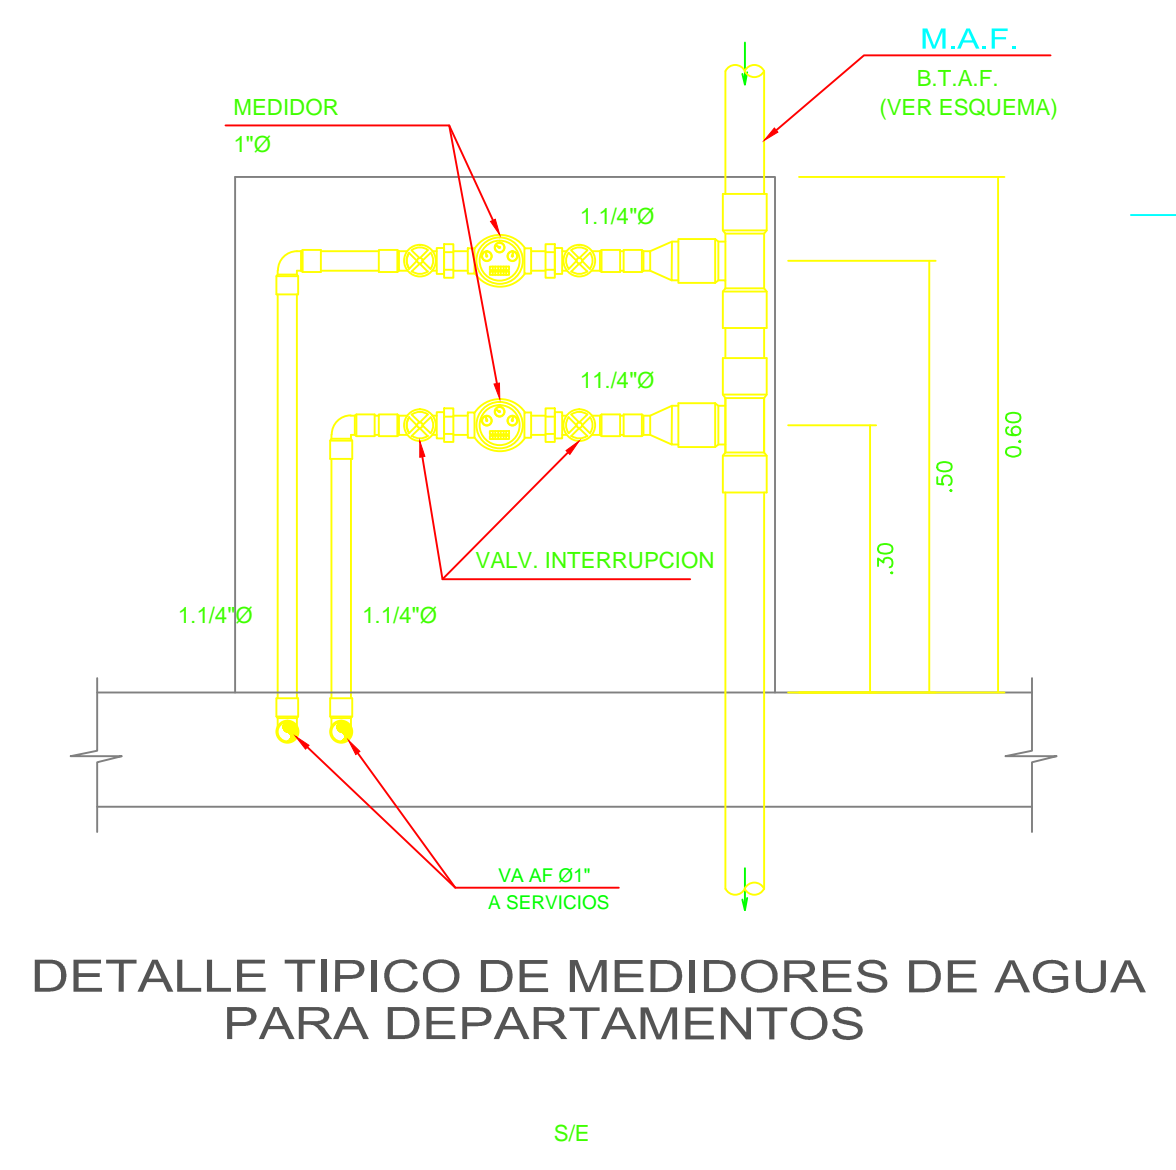 M.A.F.
B.T.A.F.
(VER ESQUEMA)
MEDIDOR
1"Ø
1.1/4"Ø
11./4"Ø
0.60
.50
.30
VALV. INTERRUPCION
1.1/4"Ø
1.1/4"Ø
VA AF Ø1"
A SERVICIOS
DETALLE TIPICO DE MEDIDORES DE AGUA
PARA DEPARTAMENTOS
S/E